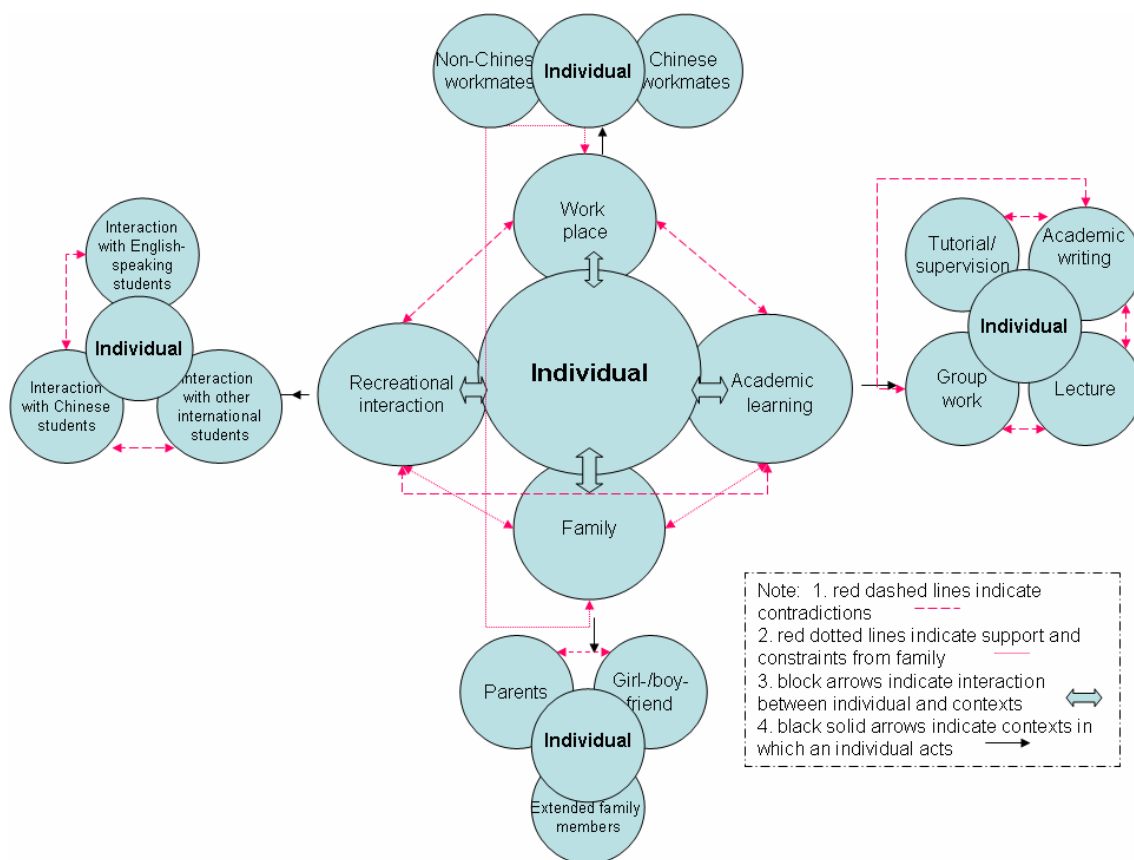 Non-Chines
workmates
Individual
Chinese
workmates
Work
place
Interaction
with English-
speaking
students
Individual
Interaction
with Chinese
students
Interaction
with other
international
students
Recreational
interaction
Individual
Academic
learning
Tutorial/
supervision
Academic
writing
Individual
Group
work
Lecture
Family
Parents
Girl-/boy-
friend
Individual
Extended family
members
Note: 1. red dashed lines indicate
contradictions
2. red dotted lines indicate support and
constraints from family
3. block arrows indicate interaction
between individual and contexts
4. black solid arrows indicate contexts in
which an individual acts